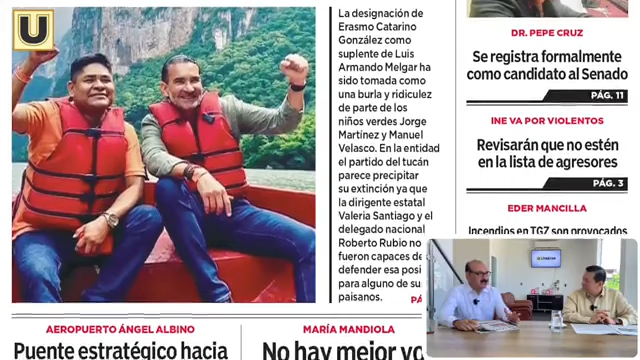 U
La designación de
Erasmo Catarino
González como
suplente de Luis
Armando Melgar ha
sido tomada como
una burla y ridiculez
de parte de los
niños verdes Jorge
Martínez y Manuel
Velasco. En la entidad
el partido del tucán
parece precipitar
su extinción ya que
la dirigente estatal
Valeria Santiago y el
delegado nacional
Roberto Rubio no
fueron capaces de
defender esa posi
para alguno de su
paisanos.
DR. PEPE CRUZ
Se registra formalmente
como candidato al Senado
PÁG. 11
INE VA POR VIOLENTOS
Revisarán que no estén
en la lista de agresores
PÁG. 3
EDER MANCILLA
Incendios en TGZ son provocados
AEROPUERTO ÁNGEL ALBINO
Puente estratégico hacia
MARÍA MANDIOLA
No hay mejor